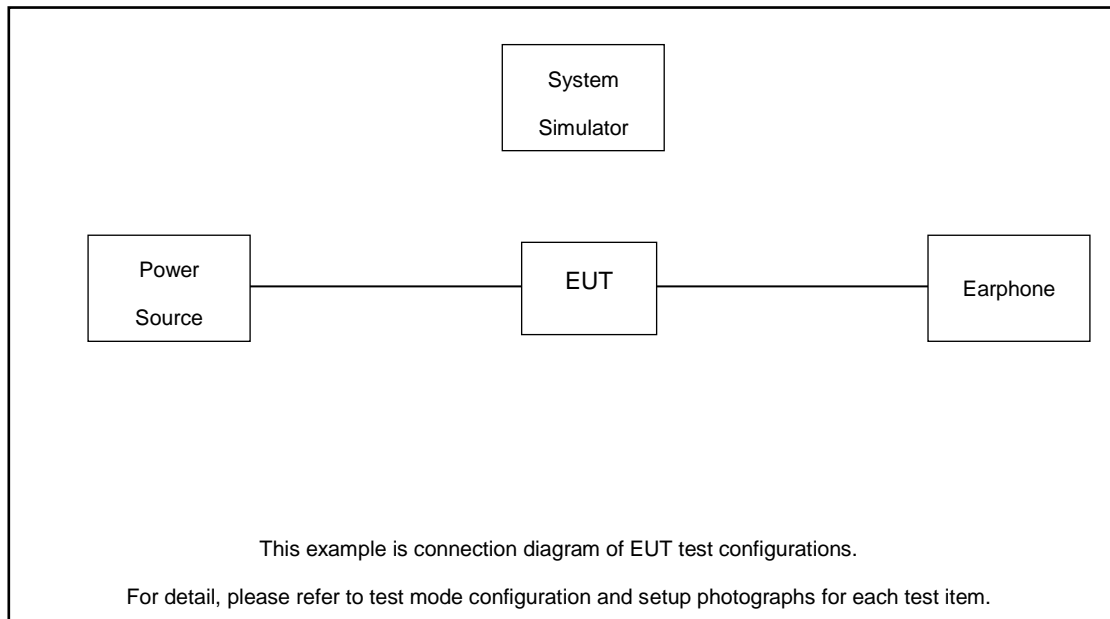 System
Simulator
Power
Source
EUT
Earphone
This example is connection diagram of EUT test configurations.
For detail, please refer to test mode configuration and setup photographs for each test item.